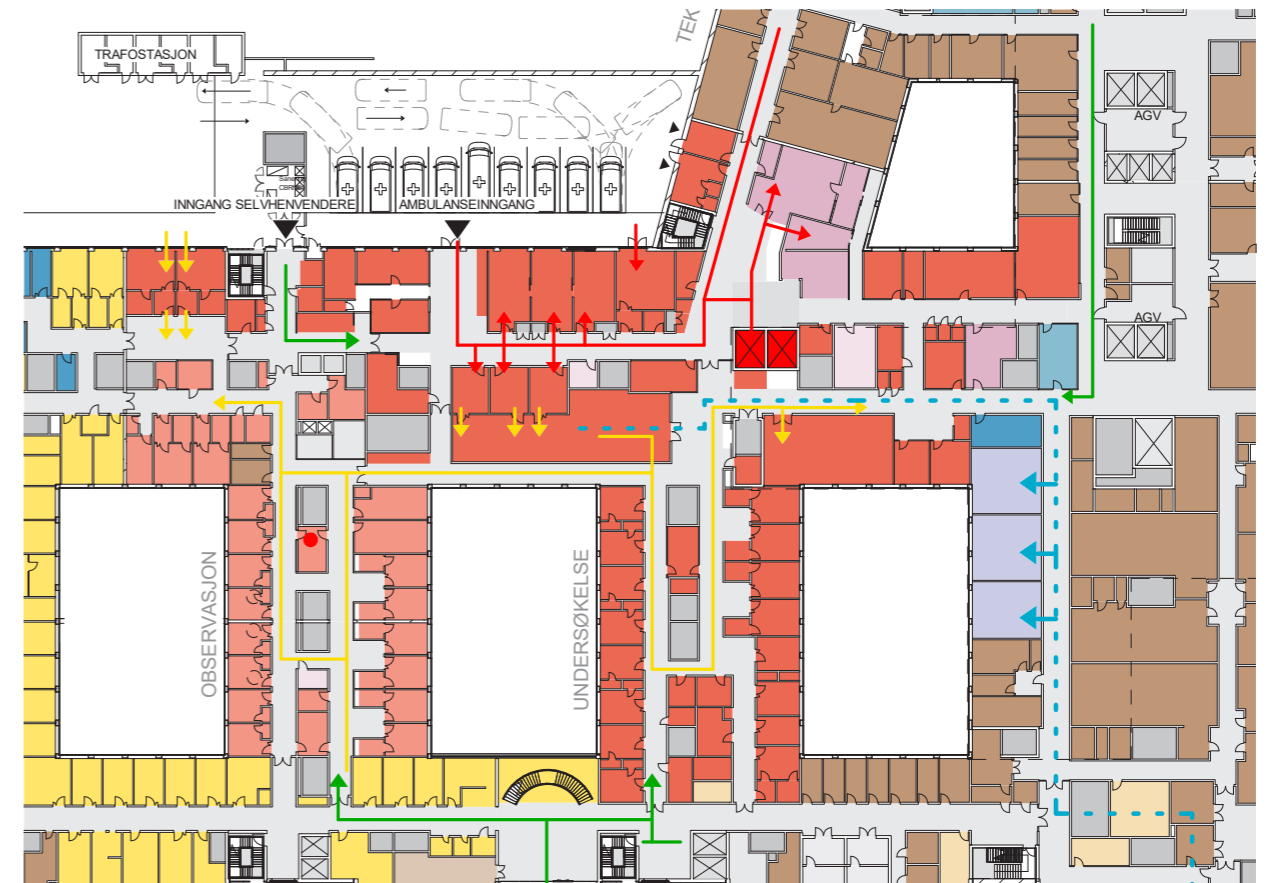 TEK
TRAFOSTASJON
AGV
INNGANG SELVHENVENDERE
AMBULANSEINNGANG
AGV
OBSERVASJON
UNDERSØKELSE